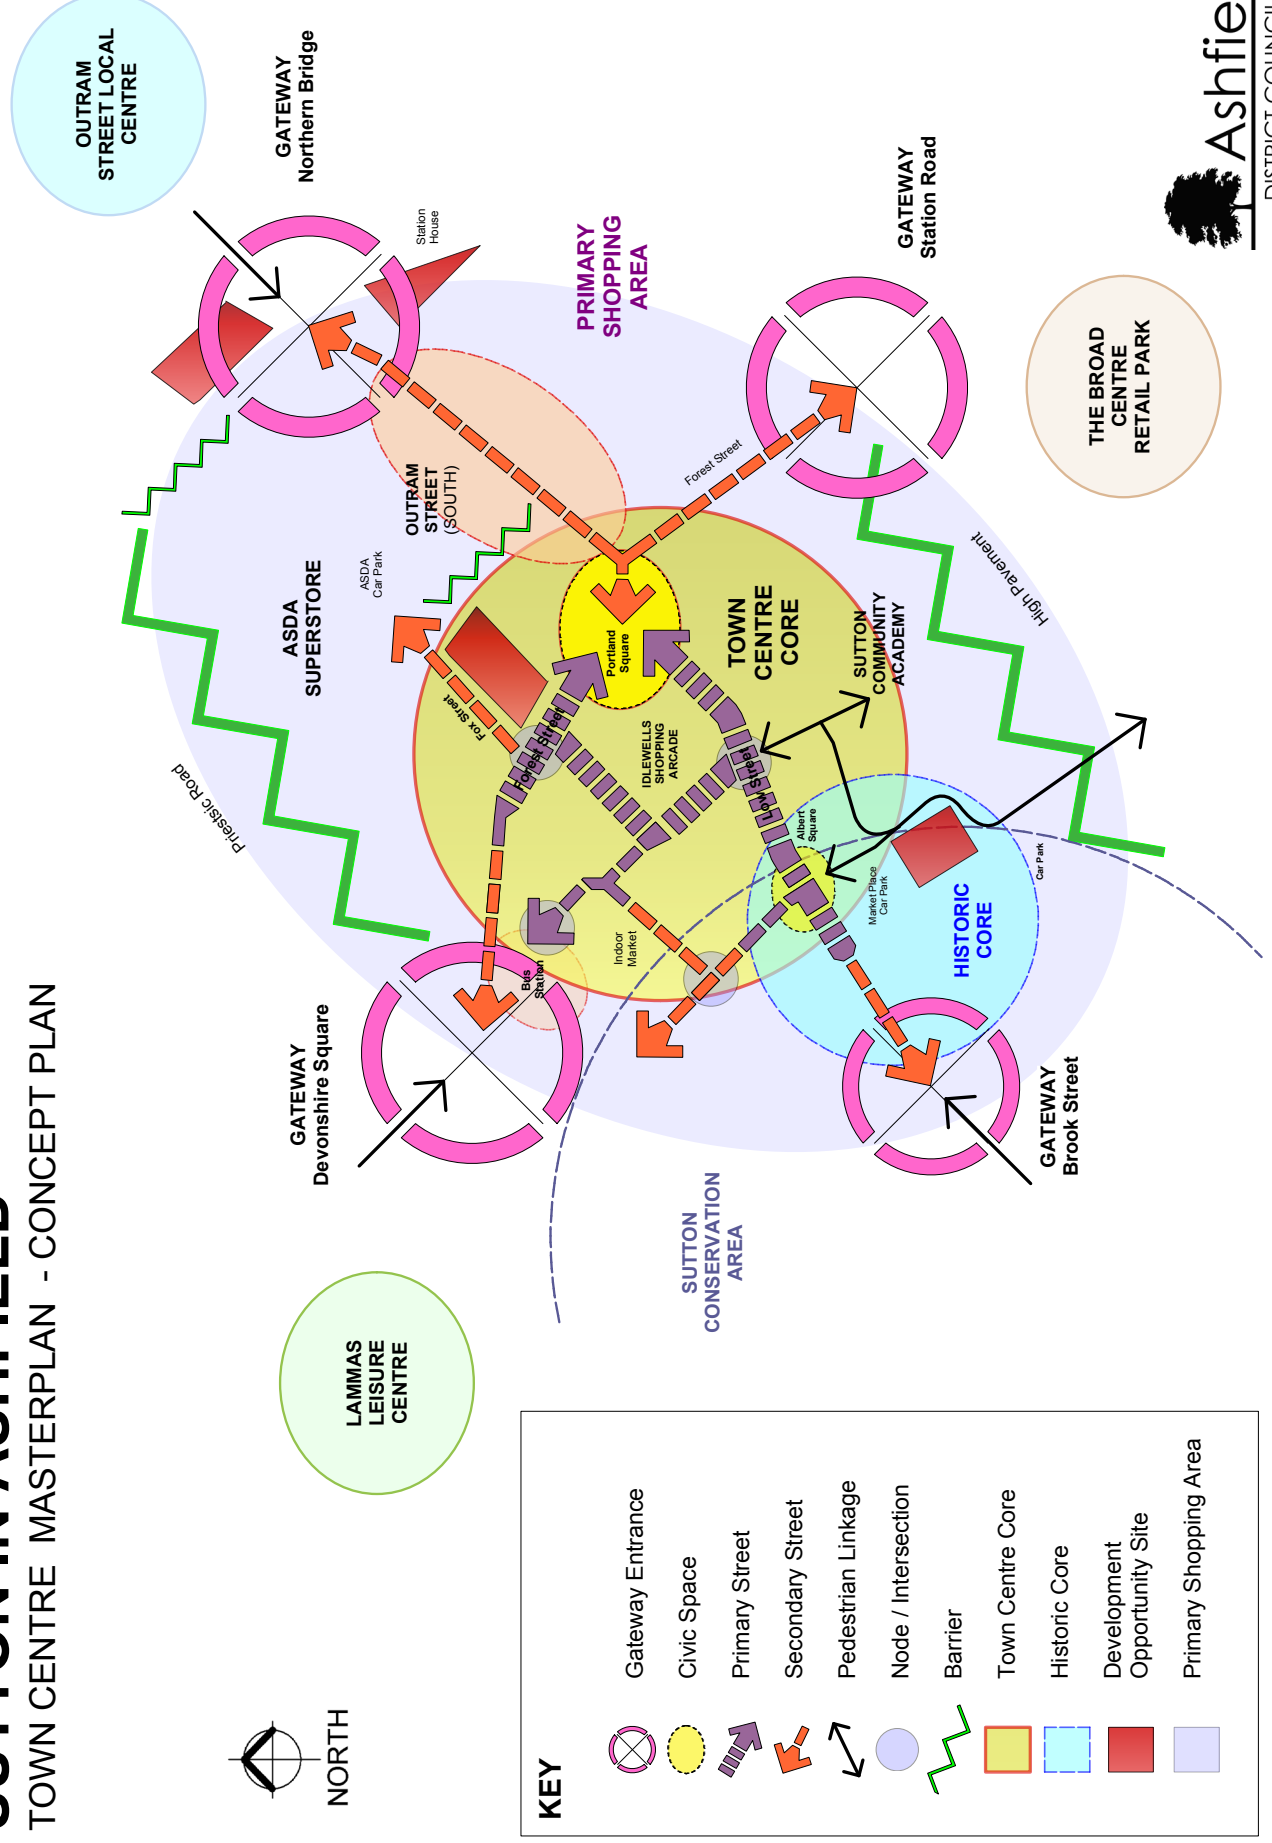 TOWN CENTRE MASTERPLAN - CONCEPT PLAN
NORTH
LAMMAS
LEISURE
CENTRE
OUTRAM
STREET LOCAL
CENTRE
GATEWAY
Northern Bridge
Station
House
GATEWAY
Devonshire Square
Priestsic Road
ASDA
SUPERSTORE
ASDA
Car Park
OUTRAM
STREET
(SOUTH)
PRIMARY
SHOPPING
AREA
Fox Street
Forest Street
Forest Street
Bus
Station
Indoor
Market
IDLEWELLS
SHOPPING
ARCADE
Portland
Square
TOWN
CENTRE
CORE
Low Street
Albert
Square
SUTTON
COMMUNITY
ACADEMY
Market Place
Car Park
HISTORIC
CORE
Car Park
High Pavement
GATEWAY
Station Road
GATEWAY
Brook Street
SUTTON
CONSERVATION
AREA
THE BROAD
CENTRE
RETAIL PARK
KEY
Gateway Entrance
Civic Space
Primary Street
Secondary Street
Pedestrian Linkage
Node / Intersection
Barrier
Town Centre Core
Historic Core
Development
Opportunity Site
Primary Shopping Area
Ashfie
DISTRICT COUNCIL